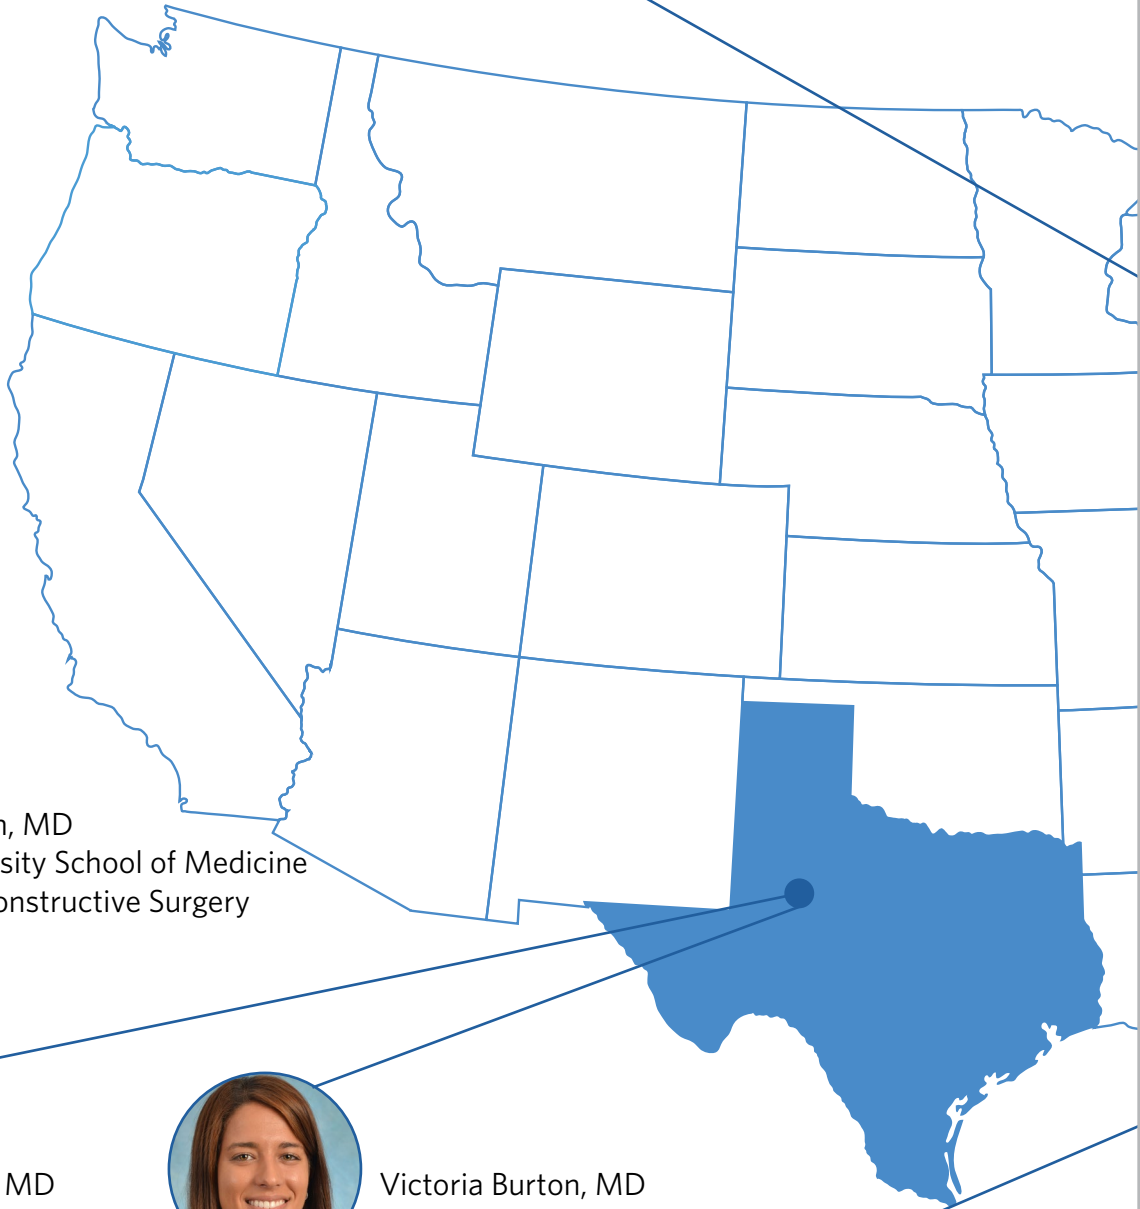 , MD
sity School of Medicine
onstructive Surgery
MD
Victoria Burton, MD